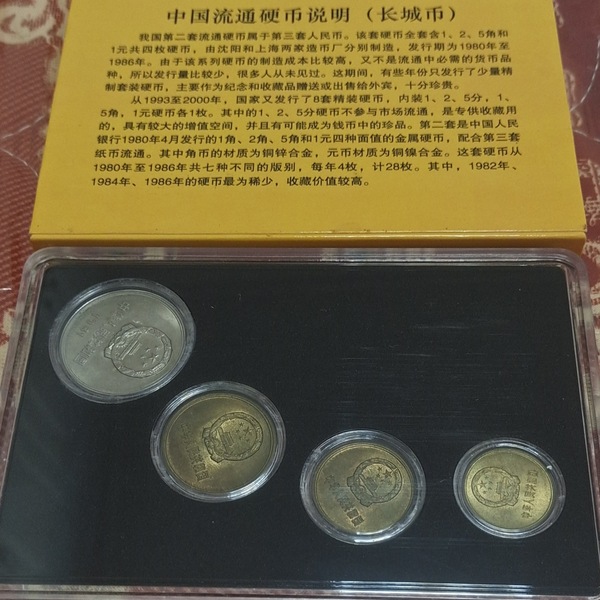 中国流通硬币说明（长城币）
我国第二套流通硬币属于第三套人民币。该套硬币全套含1、2、5角和
1元共四枚硬币，由沈阳和上海两家造币厂分别制造，发行期为1980年至
1986年。由于该系列硬币的制造成本比较高，又不是流通中必需的货币品
种，所以发行量比较少，很多人从未见过。这期间，有些年份只发行了少量精
制套装硬币，主要作为纪念和收藏品赠送或出售给外宾，十分珍贵。
从1993至2000年，国家又发行了8套精装硬币，内装1、2、5分，1、
5角，1元硬币各1枚。其中的1、2、5分硬币不参与市场流通，是专供收藏用
的，具有较大的增值空间，并且有可能成为钱币中的珍品。第二套是中国人民
银行1980年4月发行的1角、2角、5角和1元四种面值的金属硬币，配合第三套
纸币流通。其中角币的材质为铜锌合金，元币材质为铜镍合金。这套硬币从
1980年至1986年共七种不同的版别，每年4枚，计28枚。其中，1982年、
1984年、1986年的硬币最为稀少，收藏价值较高。